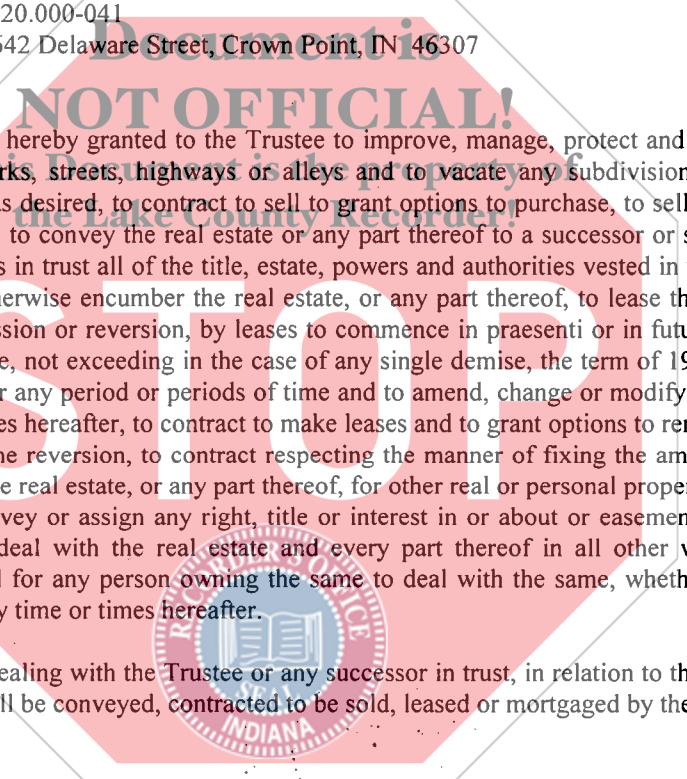 20.000-041
542 Delaware Street, Crown Point, IN 46307
Document is
NOT OFFICIAL!
hereby granted to the Trustee to improve, manage, protect and
This Document is the property of
rks, streets, highways or alleys and to vacate any subdivision
s desired, to contract to sell to grant options to purchase, to sell
the Lake County Recorder!
to convey the real estate or any part thereof to a successor or s
s in trust all of the title, estate, powers and authorities vested in
herwise encumber the real estate, or any part thereof, to lease th
ssion or reversion, by leases to commence in praesenti or in futu
e, not exceeding in the case of any single demise, the term of 19
r any period or periods of time and to amend, change or modify
es hereafter, to contract to make leases and to grant options to re
STOP
he reversion, to contract respecting the manner of fixing the am
e real estate, or any part thereof, for other real or personal prope
vey or assign any right, title or interest in or about or easemen
deal with the real estate and every part thereof in all other
l for any person owning the same to deal with the same, wheth
y time or times hereafter.
RECORDER'S OFFICE
SEAL
INDIANA
ealing with the Trustee or any successor in trust, in relation to th
ll be conveyed, contracted to be sold, leased or mortgaged by the